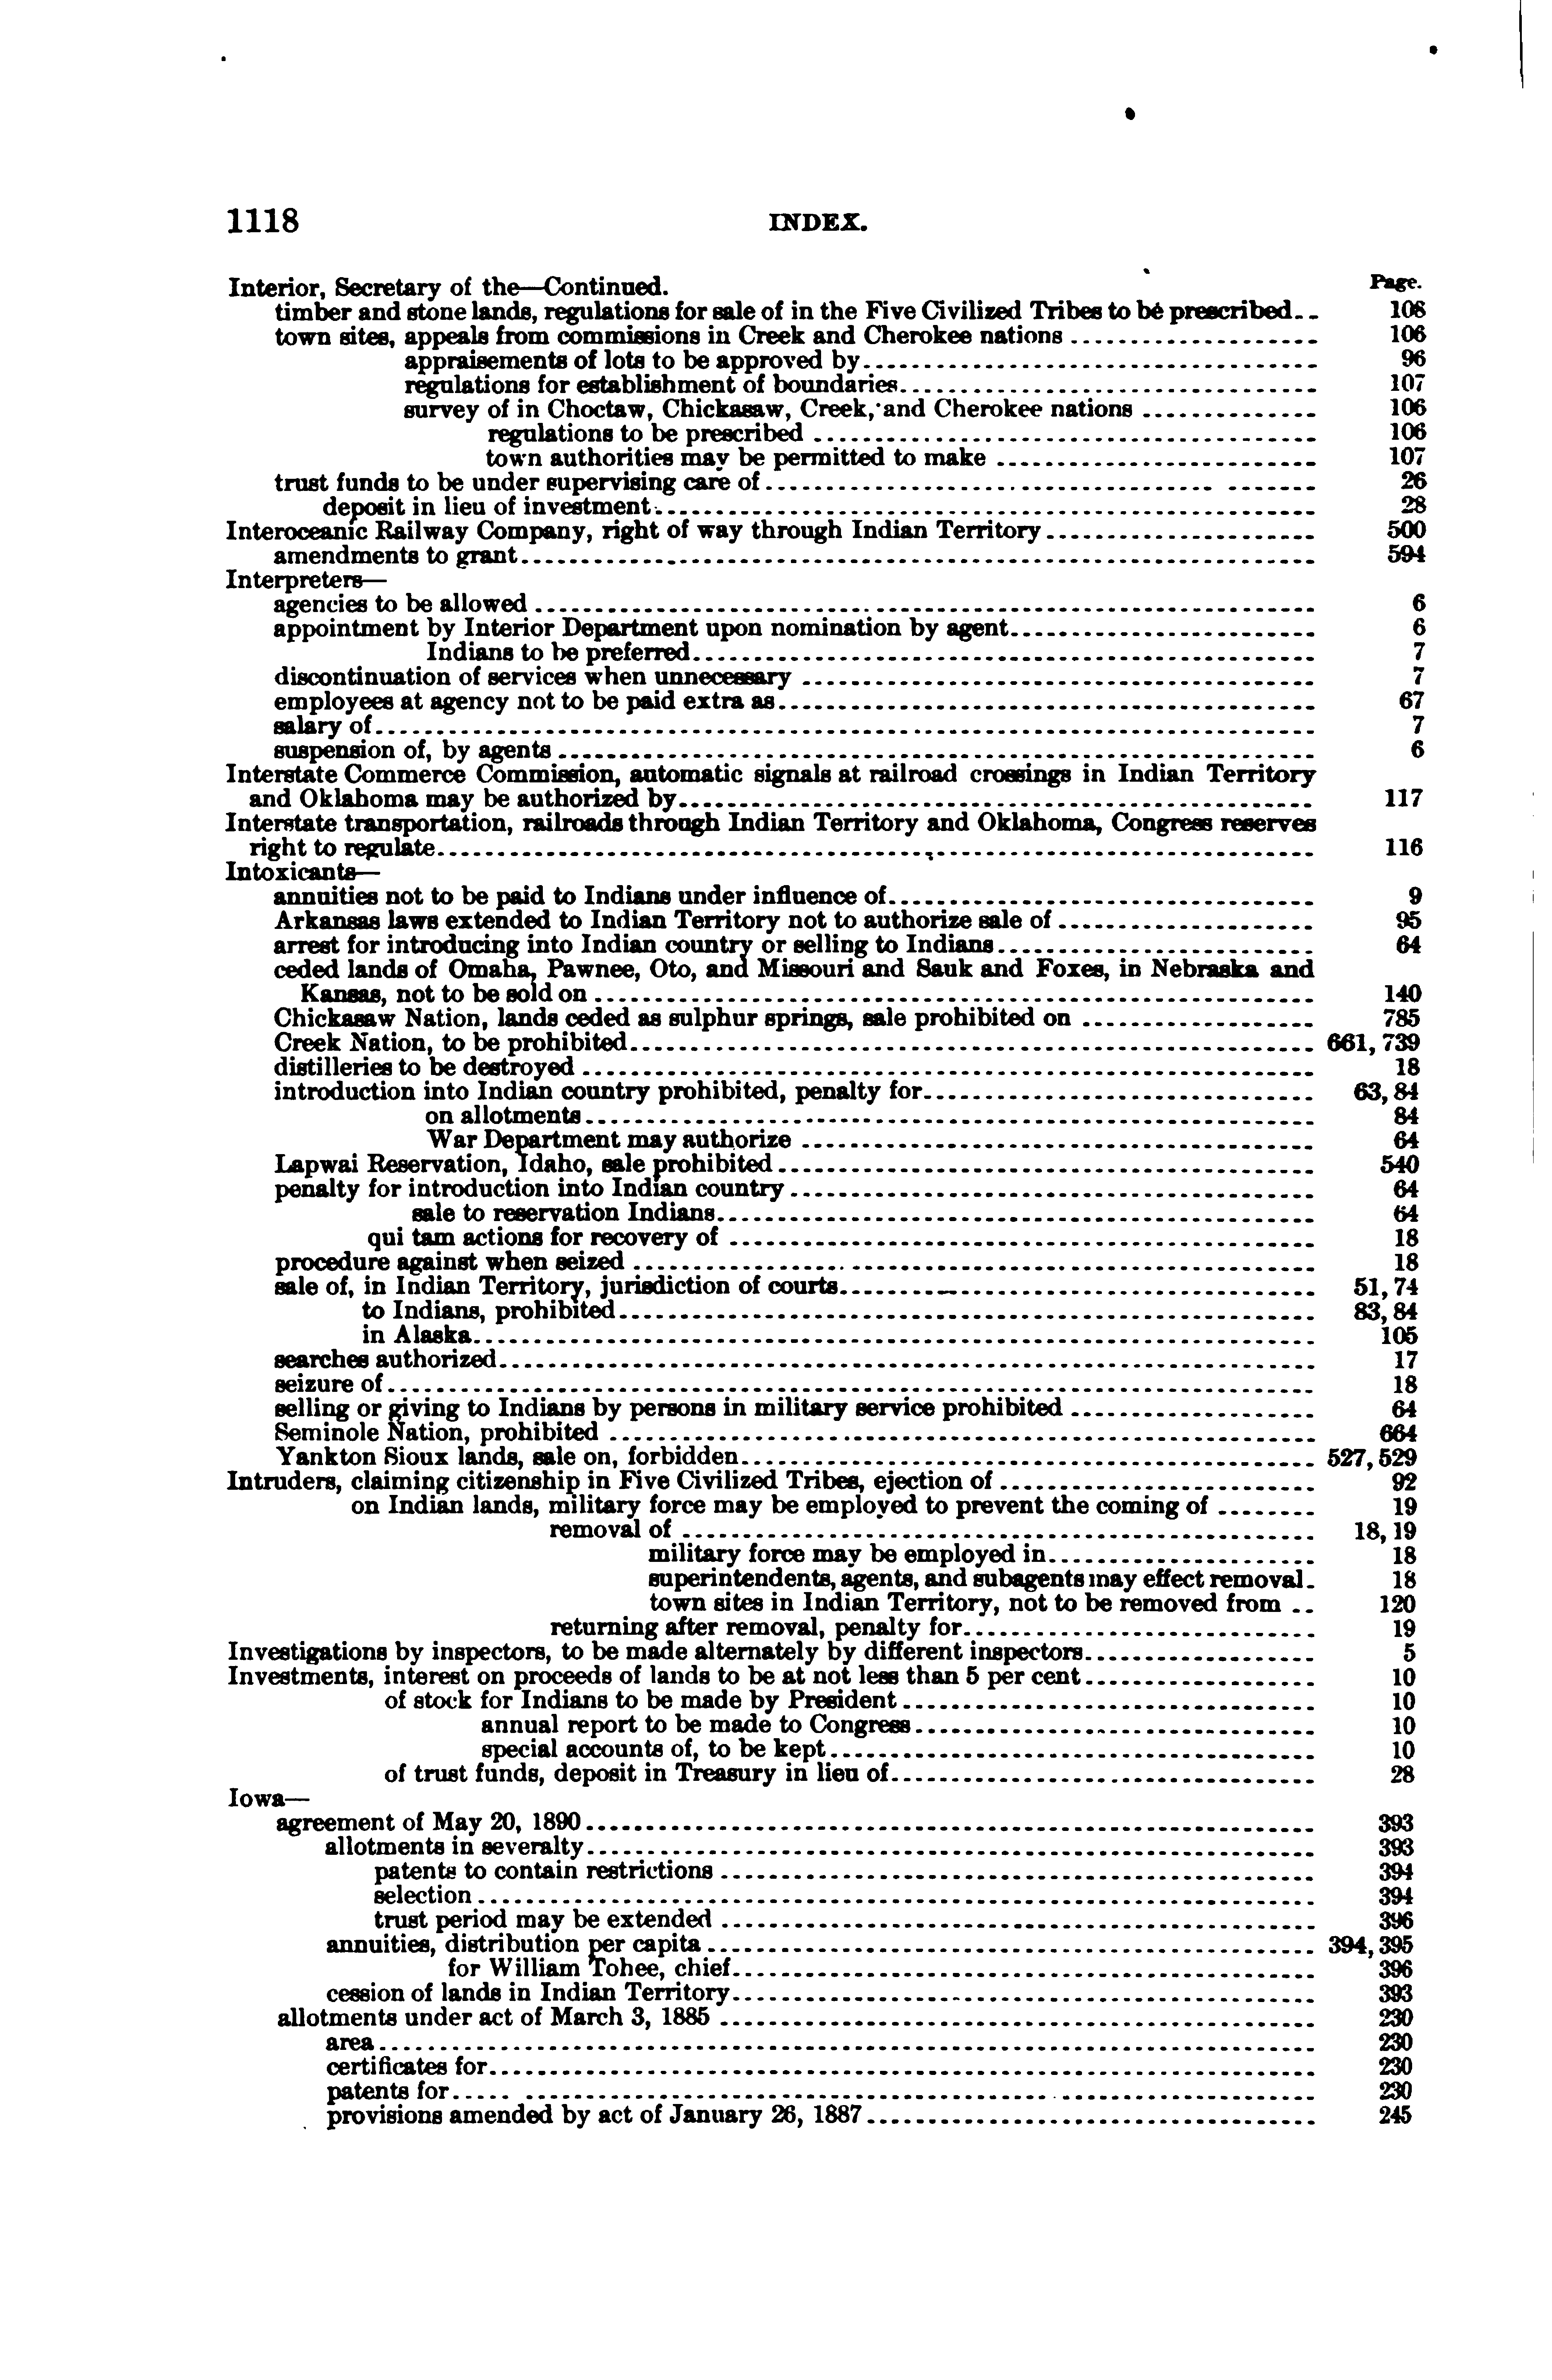 1118 INDEX.
Interior, Secretary of the—Continued. Page.
timber and stone lands, regulations for sale of in the Five Civilized Tribes to be prescribed.. 108
town sites, appeals from commissions in Creek and Cherokee nations .................... 106
appraisements of lots to be approved by.................... 96
regulations for establishment of boundaries.................... 107
survey of in Choctaw, Chickasaw, Creek, and Cherokee nations .................... 106
regulations to be prescribed .................... 106
town authorities may be permitted to make .................... 107
trust funds to be under supervising care of.................... 26
deposit in lieu of investment.................... 28
Interoceanic Railway Company, right of way through Indian Territory.................... 500
amendments to grant.................... 594
Interpreters—
agencies to be allowed .................... 6
appointment by Interior Department upon nomination by agent.................... 6
Indians to be preferred.................... 7
discontinuation of services when unnecessary .................... 7
employees at agency not to be paid extra as.................... 67
salary of.................... 7
suspension of, by agents.................... 6
Interstate Commerce Commission, automatic signals at railroad crossings in Indian Territory
and Oklahoma may be authorized by.................... 117
Interstate transportation, railroads through Indian Territory and Oklahoma, Congress reserves
right to regulate.................... 116
Intoxicants—
annuities not to be paid to Indians under influence of.................... 9
Arkansas laws extended to Indian Territory not to authorize sale of .................... 95
arrest for introducing into Indian country or selling to Indians.................... 64
ceded lands of Omaha, Pawnee, Oto, and Missouri and Sauk and Foxes, in Nebraska and
Kansas, not to be sold on .................... 140
Chickasaw Nation, lands ceded as sulphur springs, sale prohibited on .................... 785
Creek Nation, to be prohibited.................... 661, 739
distilleries to be destroyed .................... 18
introduction into Indian country prohibited, penalty for.................... 63, 84
on allotments.................... 84
War Department may authorize .................... 64
Lapwai Reservation, Idaho, sale prohibited.................... 540
penalty for introduction into Indian country.................... 64
sale to reservation Indians.................... 64
qui tam actions for recovery of .................... 18
procedure against when seized .................... 18
sale of, in Indian Territory, jurisdiction of courts.................... 51, 74
to Indians, prohibited.................... 83, 84
in Alaska.................... 105
searches authorized.................... 17
seizure of.................... 18
selling or giving to Indians by persons in military service prohibited .................... 64
Seminole Nation, prohibited .................... 664
Yankton Sioux lands, sale on, forbidden.................... 527, 529
Intruders, claiming citizenship in Five Civilized Tribes, ejection of .................... 92
on Indian lands, military force may be employed to prevent the coming of ........ 19
removal of .................... 18, 19
military force may be employed in.................... 18
superintendents, agents, and subagents may effect removal. 18
town sites in Indian Territory, not to be removed from .. 120
returning after removal, penalty for.................... 19
Investigations by inspectors, to be made alternately by different inspectors.................... 5
Investments, interest on proceeds of lands to be at not less than 5 per cent.................... 10
of stock for Indians to be made by President.................... 10
annual report to be made to Congress.................... 10
special accounts of, to be kept.................... 10
of trust funds, deposit in Treasury in lieu of.................... 28
Iowa—
agreement of May 20, 1890.................... 393
allotments in severalty.................... 393
patents to contain restrictions .................... 394
selection.................... 394
trust period may be extended .................... 396
annuities, distribution per capita.................... 394, 395
for William Tohee, chief.................... 396
cession of lands in Indian Territory.................... 393
allotments under act of March 3, 1885 .................... 230
area.................... 230
certificates for.................... 230
patents for.................... 230
provisions amended by act of January 26, 1887.................... 245